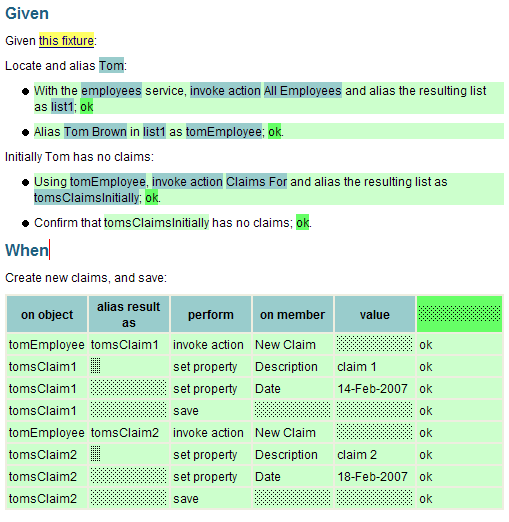 Given
Given this fixture:
Locate and alias Tom:
With the employees service, invoke action All Employees and alias the resulting list
as list1; ok
Alias Tom Brown in list1 as tomEmployee; ok.
Initially Tom has no claims:
Using tomEmployee, invoke action Claims For and alias the resulting list as
tomsClaimsInitially; ok.
Confirm that tomsClaimsInitially has no claims; ok.
When
Create new claims, and save:
on object alias result as perform on member value
tomEmployee tomsClaim1 invoke action New Claim ok
tomsClaim1 set property Description claim 1 ok
tomsClaim1 set property Date 14-Feb-2007 ok
tomsClaim1 save ok
tomEmployee tomsClaim2 invoke action New Claim ok
tomsClaim2 set property Description claim 2 ok
tomsClaim2 set property Date 18-Feb-2007 ok
tomsClaim2 save ok